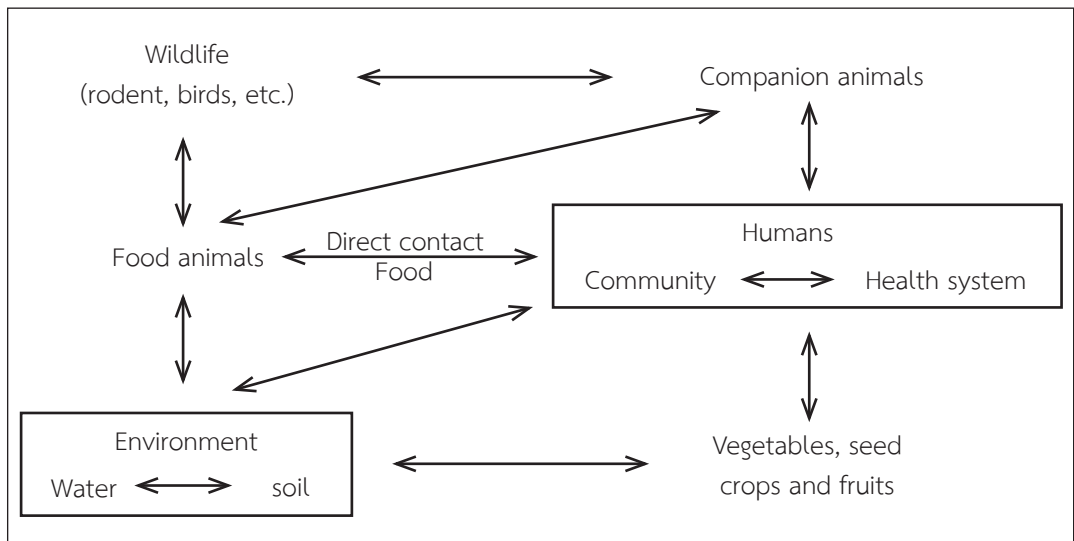 Wildlife
(rodent, birds, etc.)
Companion animals
Food animals
Direct contact
Food
Humans
Community
Health system
Environment
Water
soil
Vegetables, seed
crops and fruits